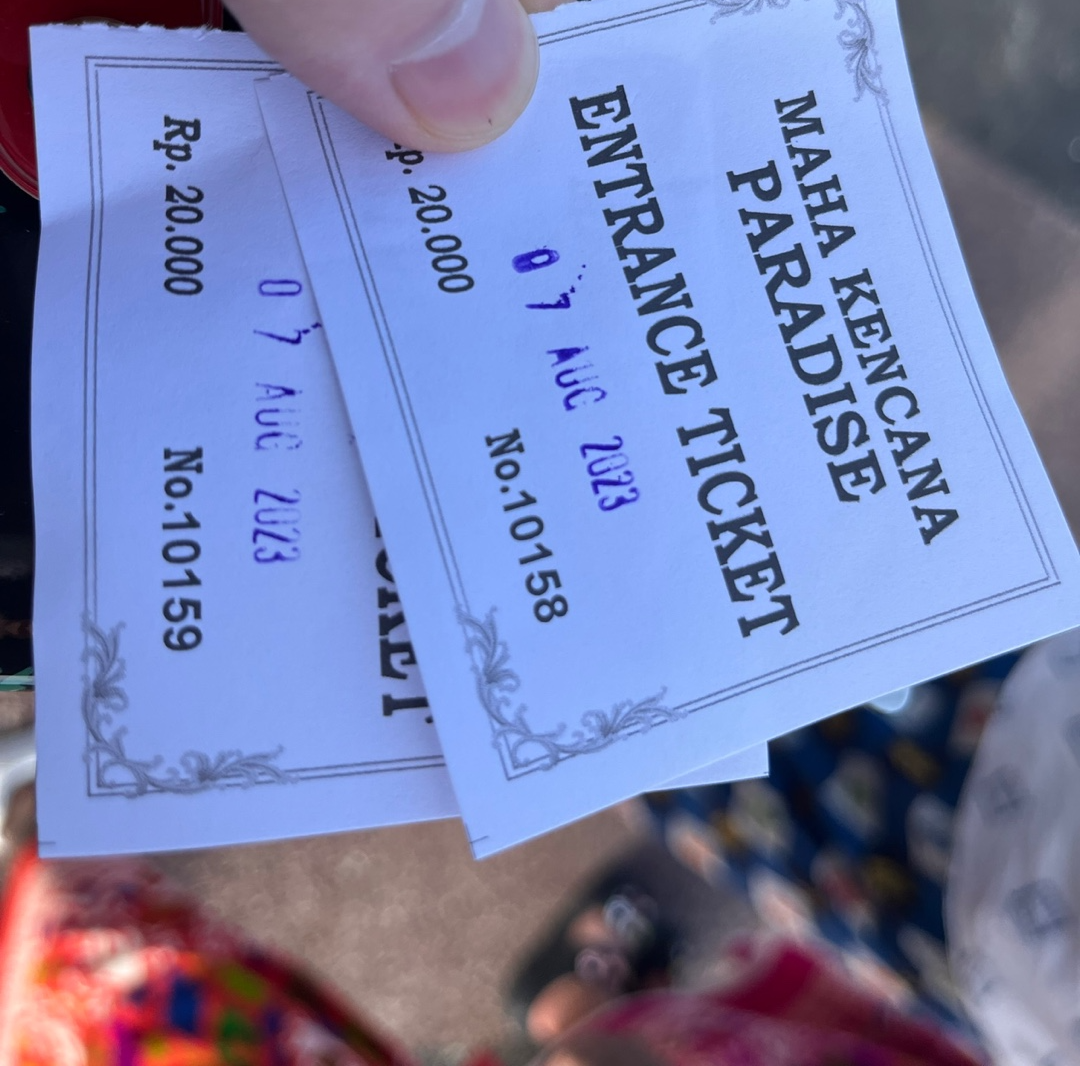 MAHA KENCANA
PARADISE
ENTRANCE TICKET
07 AUG 2023
p. 20.000
No.10158
07 AUG 2023
Rp. 20.000
No.10159